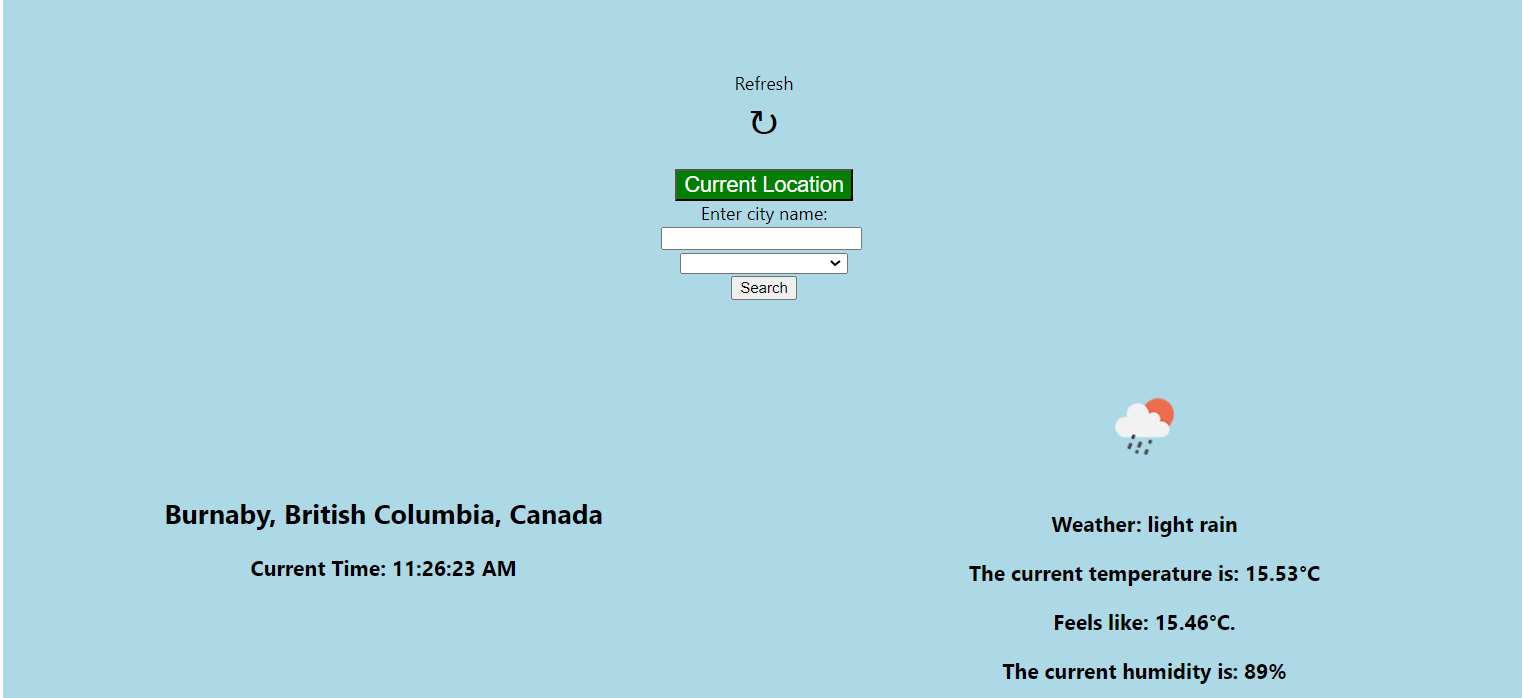 Refresh
↻
Current Location
Enter city name:
Search
Burnaby, British Columbia, Canada
Current Time: 11:26:23 AM
Weather: light rain
The current temperature is: 15.53°C
Feels like: 15.46°C.
The current humidity is: 89%